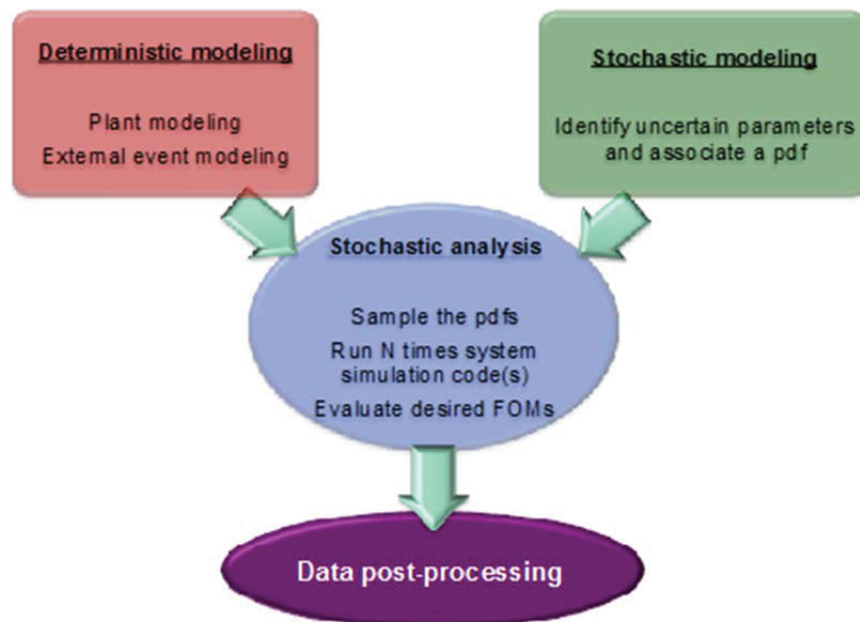 Deterministic modeling
Plant modeling
External event modeling
Stochastic modeling
Identify uncertain parameters
and associate a pdf
Stochastic analysis
Sample the pdfs
Run N times system
simulation code(s)
Evaluate desired FOMs
Data post-processing